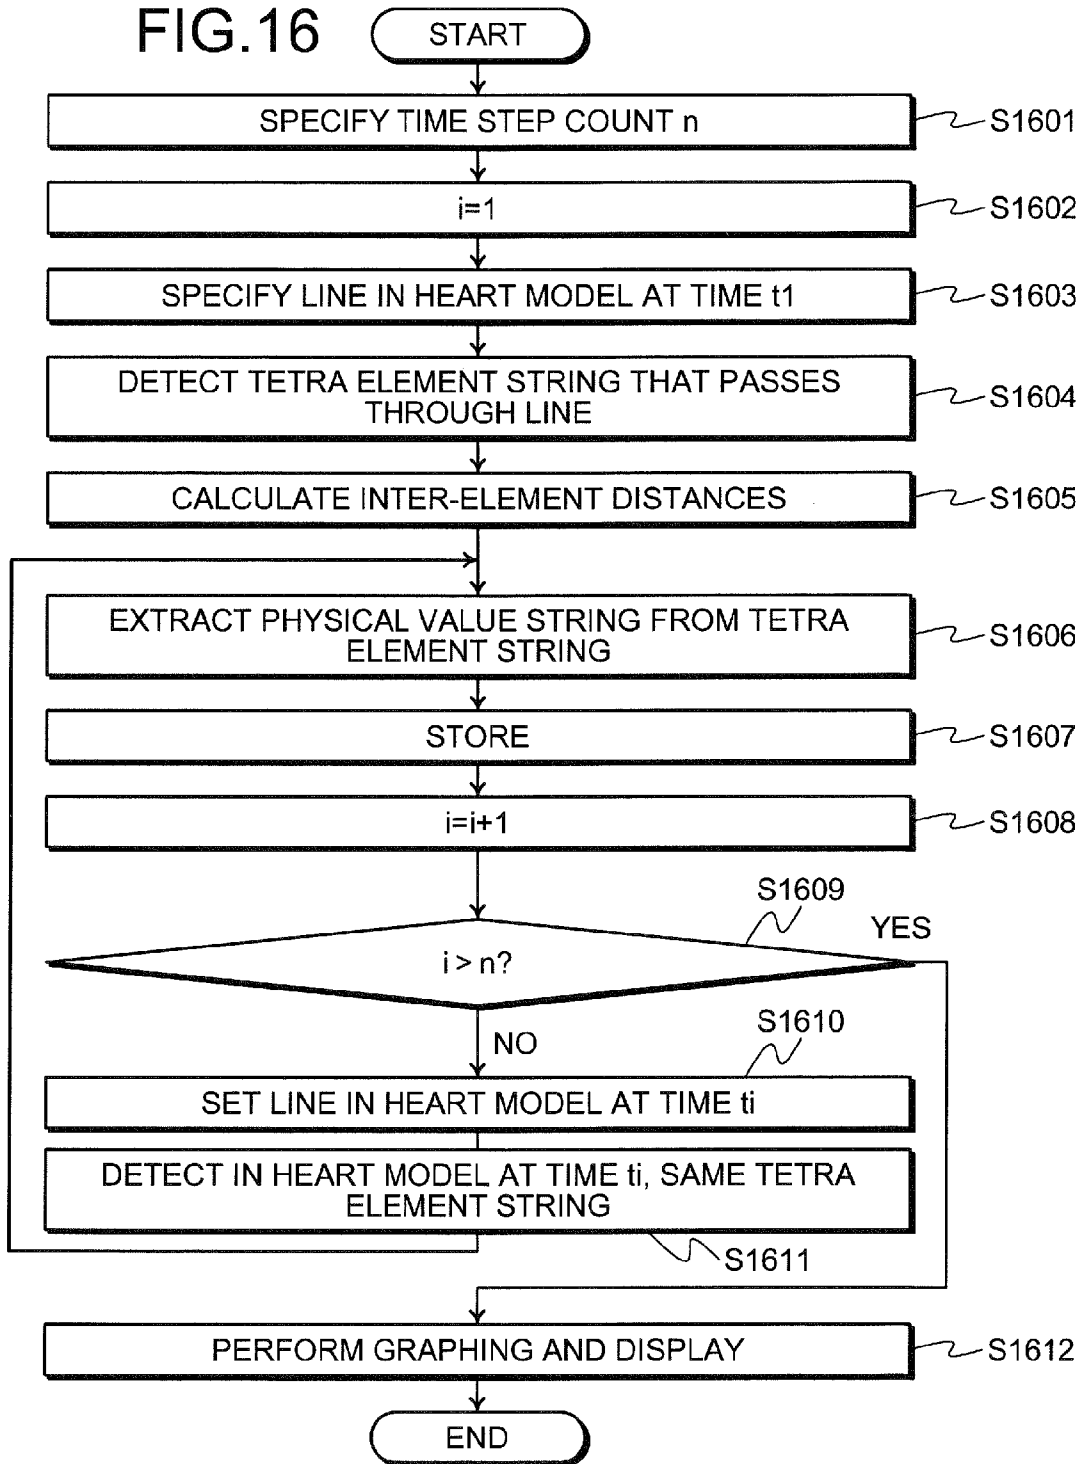 FIG.16
START
SPECIFY TIME STEP COUNT n
S1601
i=1
S1602
SPECIFY LINE IN HEART MODEL AT TIME t1
S1603
DETECT TETRA ELEMENT STRING THAT PASSES
THROUGH LINE
S1604
CALCULATE INTER-ELEMENT DISTANCES
S1605
EXTRACT PHYSICAL VALUE STRING FROM TETRA
ELEMENT STRING
S1606
STORE
S1607
i=i+1
S1608
S1609
YES
i > n?
NO
S1610
SET LINE IN HEART MODEL AT TIME ti
DETECT IN HEART MODEL AT TIME ti, SAME TETRA
ELEMENT STRING
S1611
PERFORM GRAPHING AND DISPLAY
S1612
END